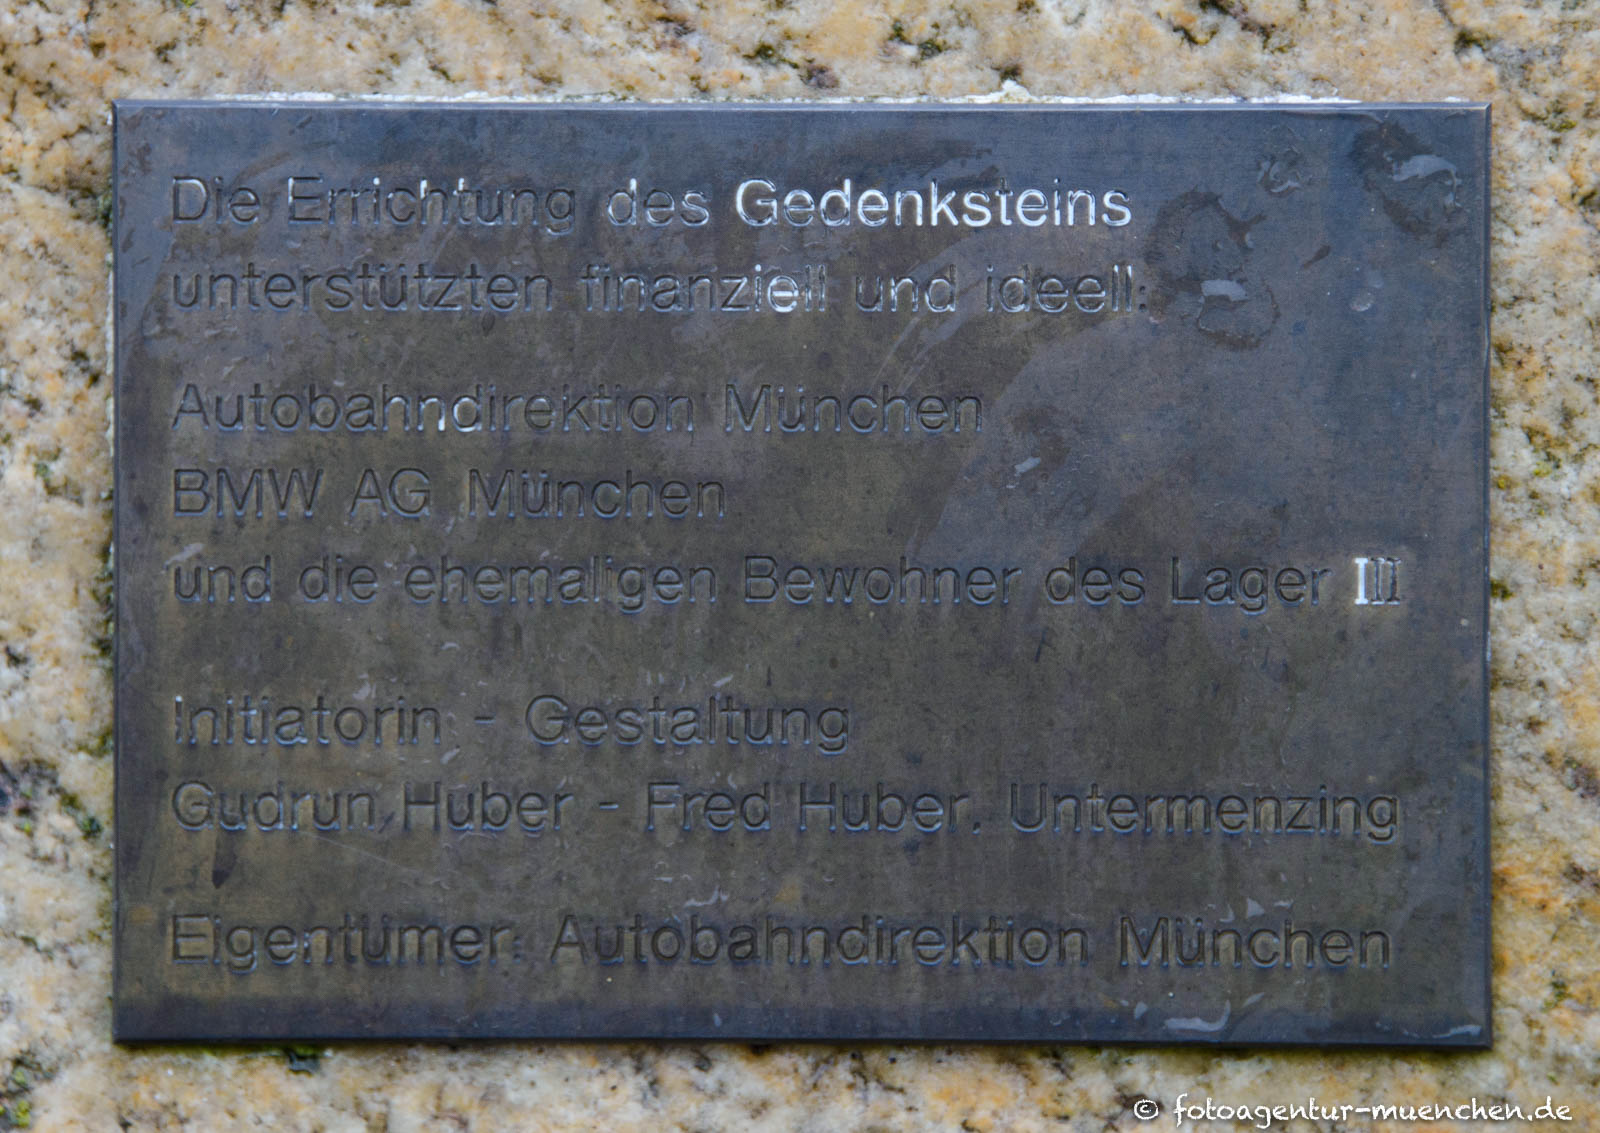 Die Errichtung des Gedenksteins
unterstützten finanziell und ideell:
Autobahndirektion München
BMW AG München
und die ehemaligen Bewohner des Lager III
Initiatorin - Gestaltung
Gudrun Huber - Fred Huber, Untermenzing
Eigentümer: Autobahndirektion München
© fotoagentur-muenchen.de